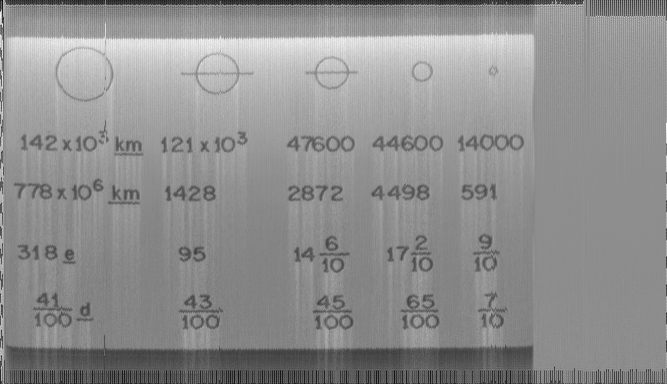 142 x 10³ km 121 x 10³ 47600 44600 14000
778 x 10⁶ km 1428 2872 4498 591
318 e 95 14 6/10 17 2/10 9/10
41/100 d 43/100 45/100 65/100 7/10